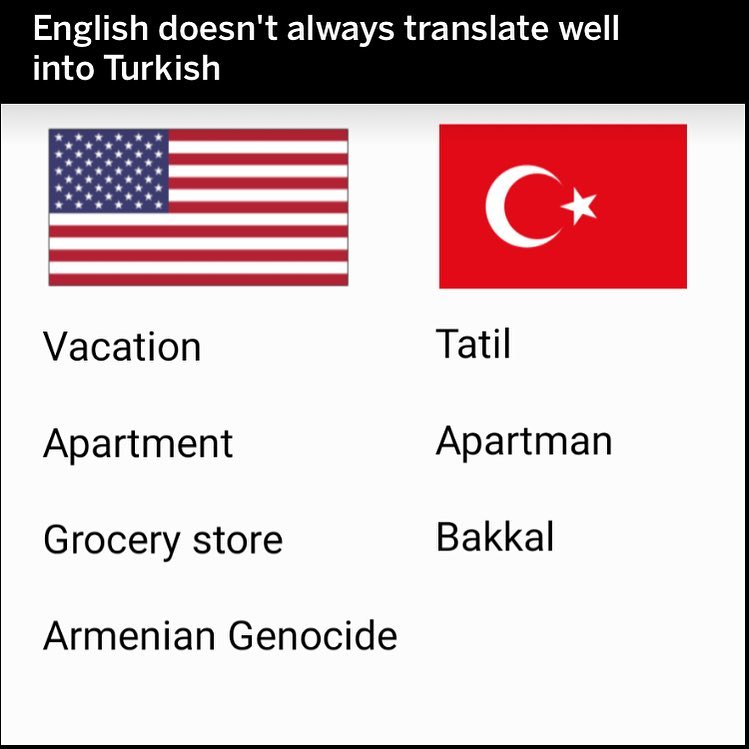 English doesn't always translate well
into Turkish
Vacation
Tatil
Apartment
Apartman
Grocery store
Bakkal
Armenian Genocide